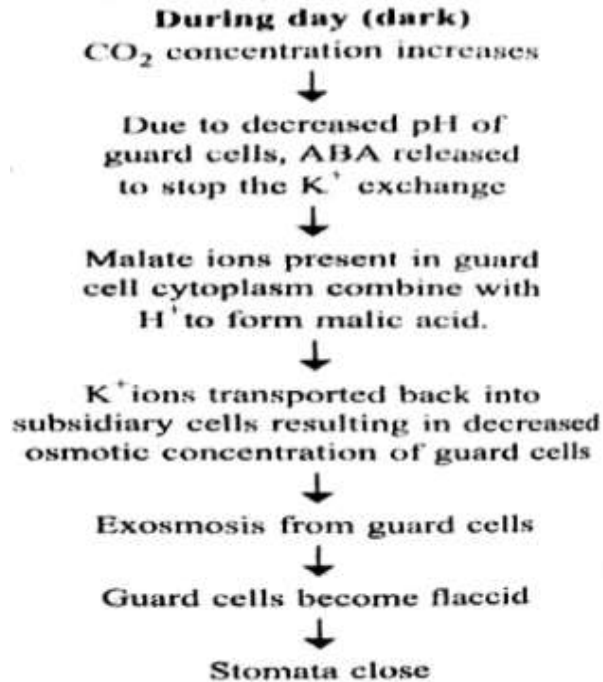 During day (dark)
CO₂ concentration increases
↓
Due to decreased pH of
guard cells, ABA released
to stop the K⁺ exchange
↓
Malate ions present in guard
cell cytoplasm combine with
H⁺to form malic acid.
↓
K⁺ions transported back into
subsidiary cells resulting in decreased
osmotic concentration of guard cells
↓
Exosmosis from guard cells
↓
Guard cells become flaccid
↓
Stomata close